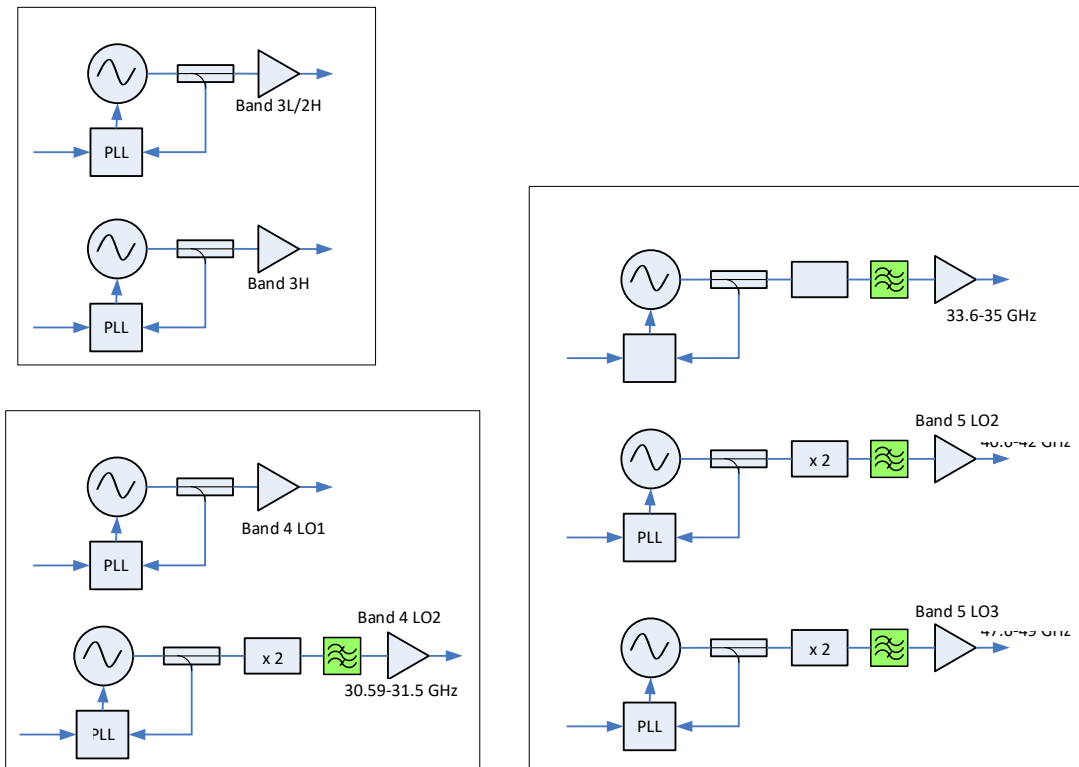 Band 3L/2H
PLL
Band 3H
PLL
Band 4 LO1
PLL
Band 4 LO2
x 2
30.59-31.5 GHz
PLL
33.6-35 GHz
Band 5 LO2
x 2
PLL
Band 5 LO3
x 2
PLL